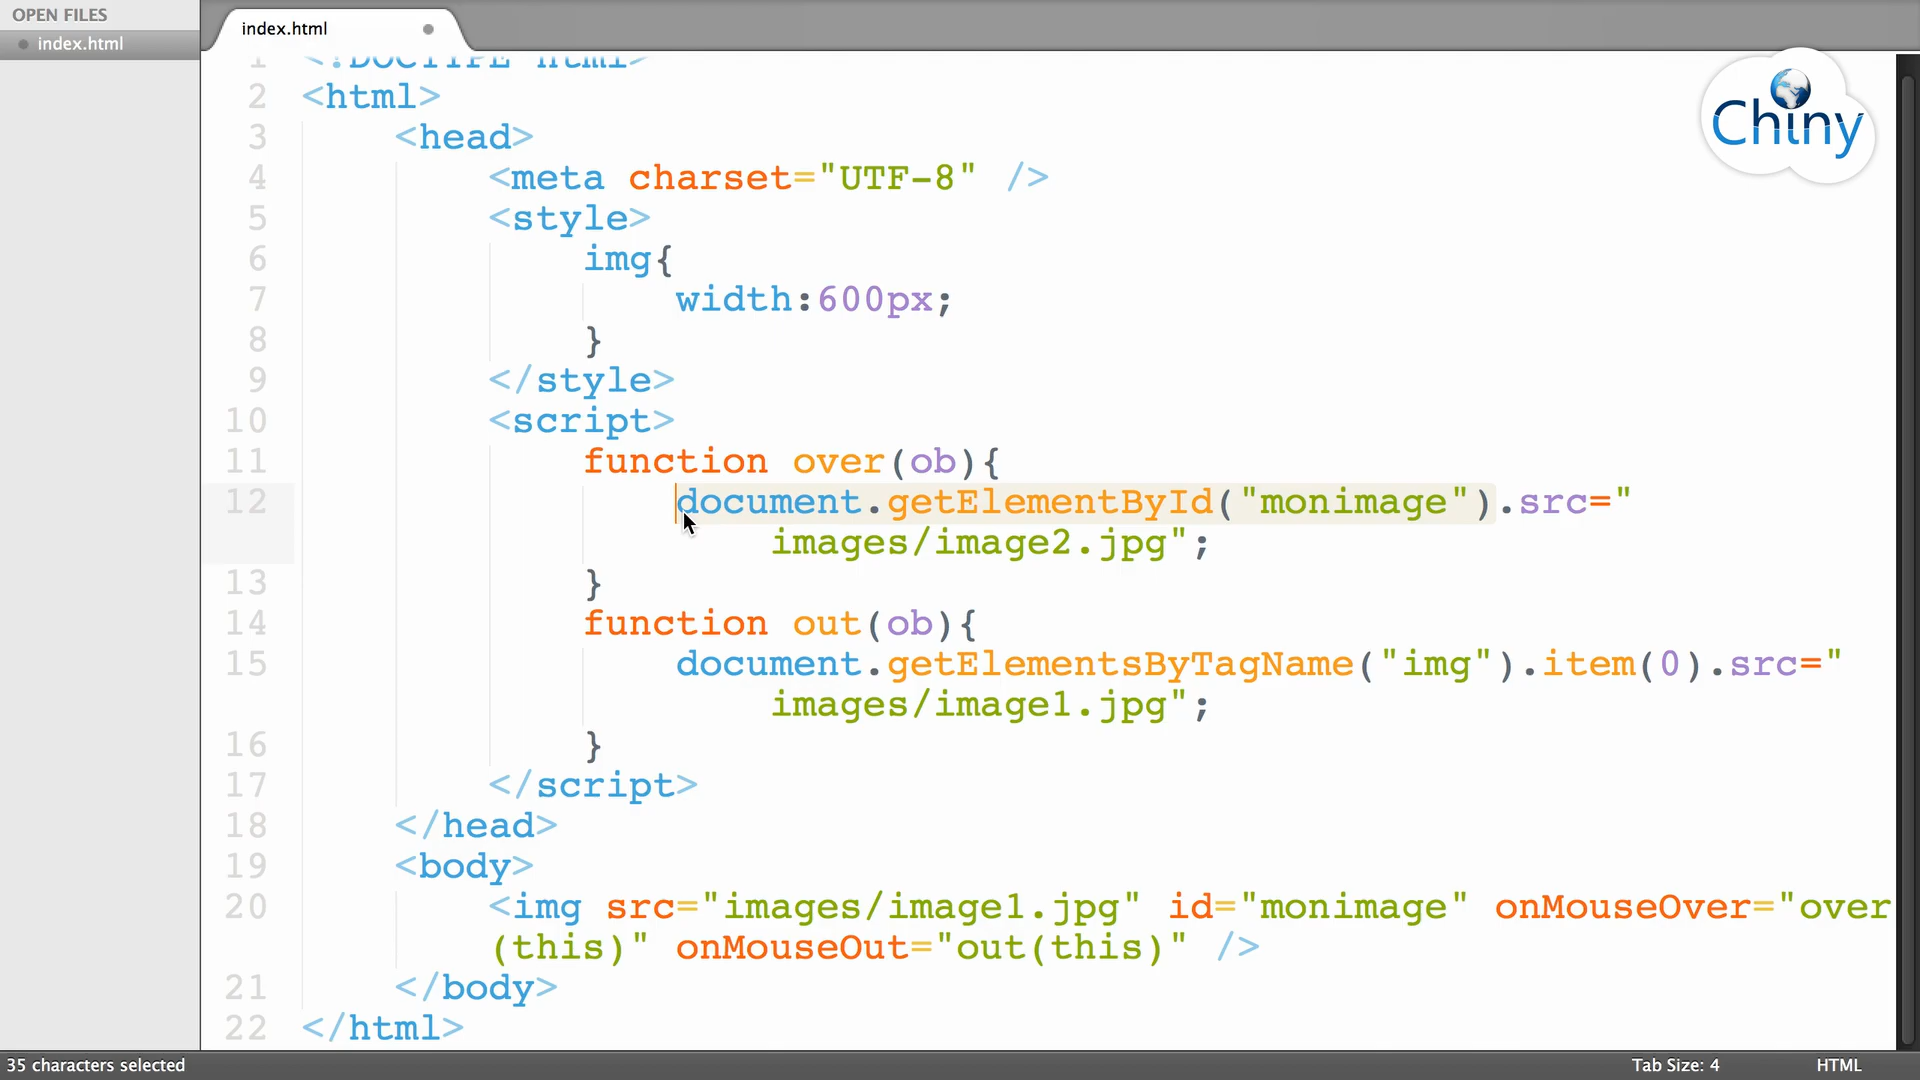 OPEN FILES
index.html
index.html
1 <!DOCTYPE html>
2 <html>
3 <head>
4 <meta charset="UTF-8" />
5 <style>
6 img{
7 width:600px;
8 }
9 </style>
10 <script>
11 function over(ob){
12 document.getElementById("monimage").src="
images/image2.jpg";
13 }
14 function out(ob){
15 document.getElementsByTagName("img").item(0).src="
images/image1.jpg";
16 }
17 </script>
18 </head>
19 <body>
20 <img src="images/image1.jpg" id="monimage" onMouseOver="over
(this)" onMouseOut="out(this)" />
21 </body>
22 </html>
Chiny
35 characters selected
Tab Size: 4
HTML